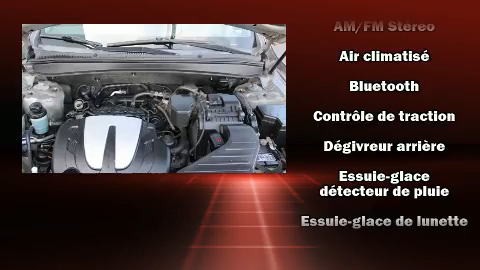 AM/FM Stereo
Air climatisé
Bluetooth
Contrôle de traction
Dégivreur arrière
Essuie-glace
détecteur de pluie
Essuie-glace de lunette